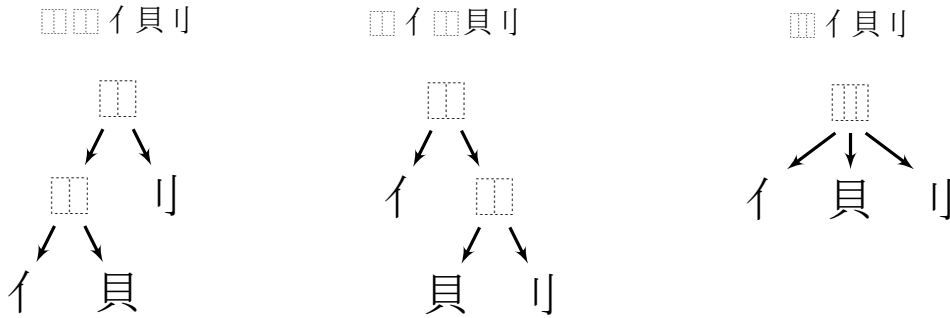 ⿰⿰亻貝刂 ⿰亻⿰貝刂 ⿲亻貝刂
⿰ ⿰ ⿲
⿰ 刂 亻 ⿰ 亻 貝 刂
亻 貝 貝 刂